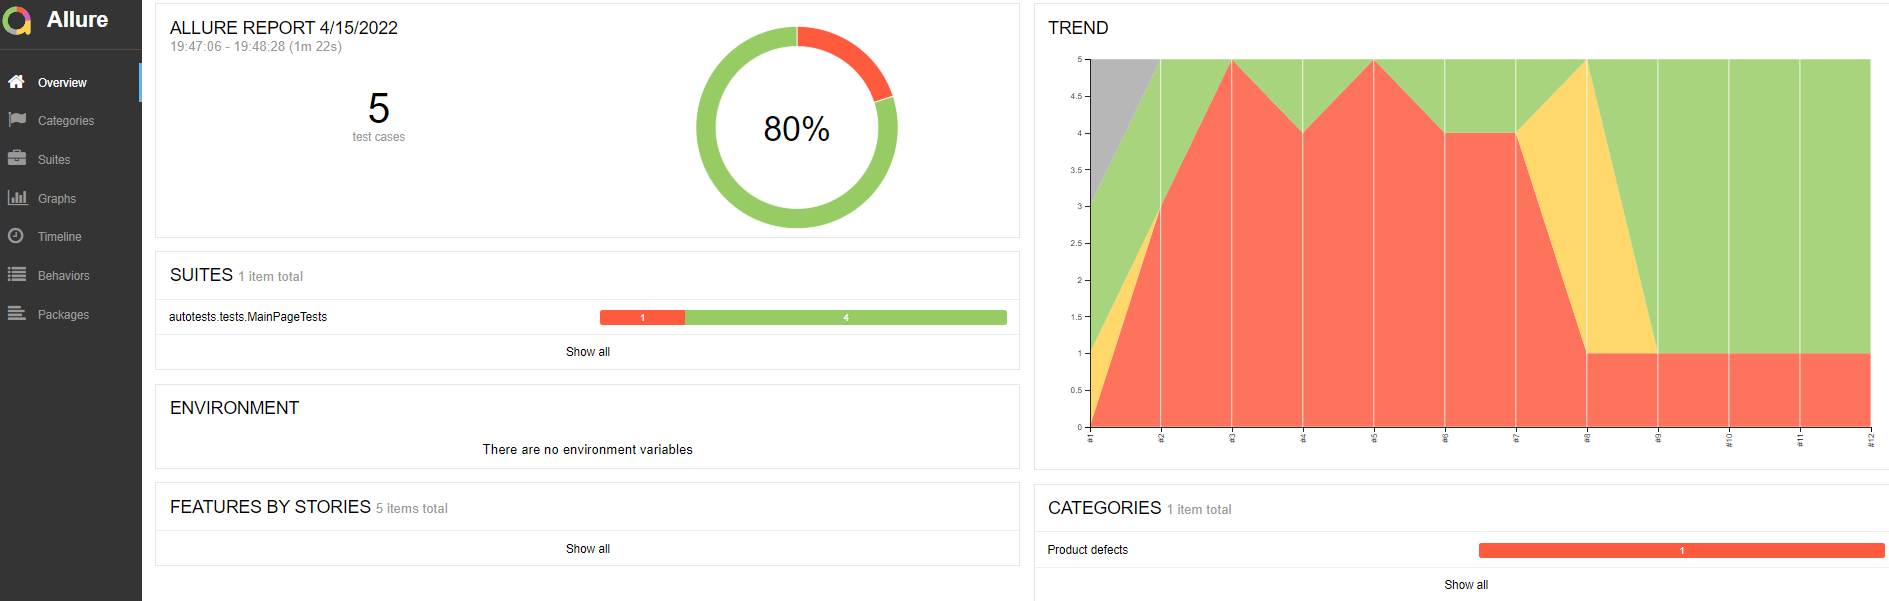 Allure
Overview
Categories
Suites
Graphs
Timeline
Behaviors
Packages
ALLURE REPORT 4/15/2022
19:47:06 - 19:48:28 (1m 22s)
5
test cases
80%
SUITES 1 item total
autotests.tests.MainPageTests
1 4
Show all
ENVIRONMENT
There are no environment variables
FEATURES BY STORIES 5 items total
Show all
TREND
5
4.5
4
3.5
3
2.5
2
1.5
1
0.5
0
#1 #2 #3 #4 #5 #6 #7 #8 #9 #10 #11 #12
CATEGORIES 1 item total
Product defects
1
Show all